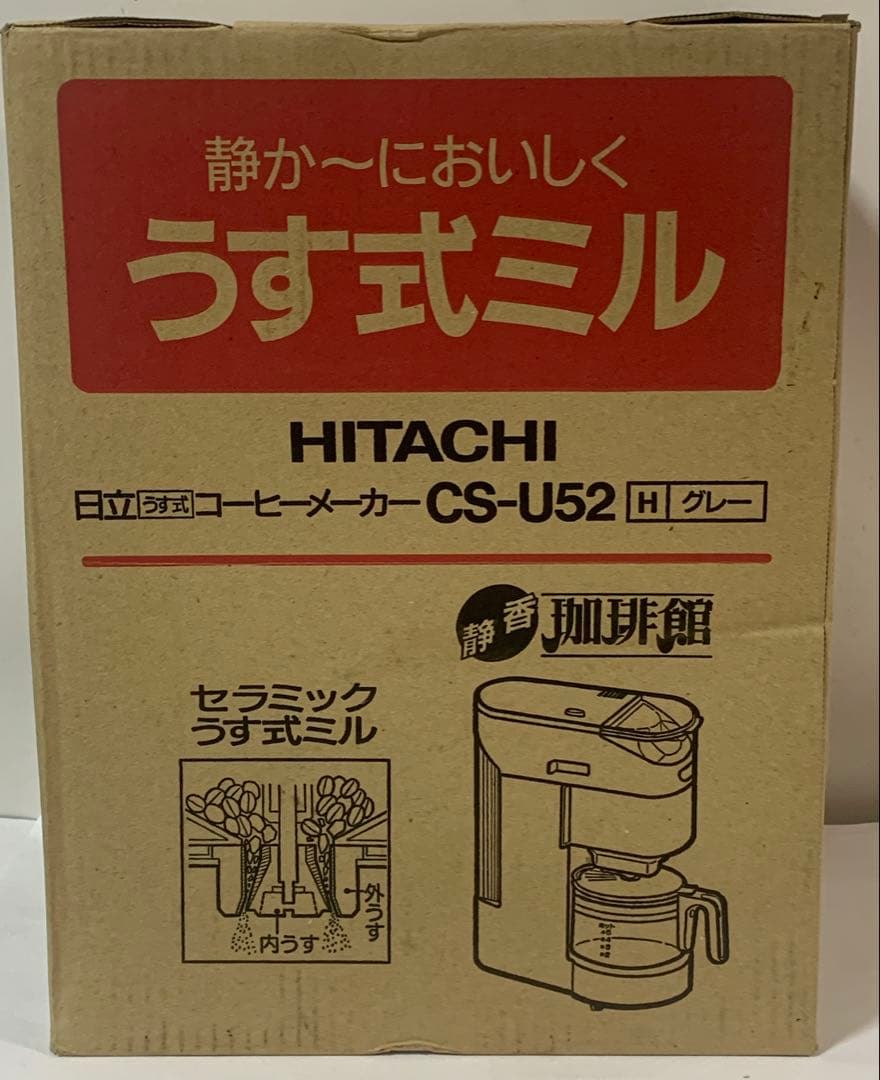 静か～においしく
うす式ミル
HITACHI
日立うす式コーヒーメーカーCS-U52 H グレー
静香 珈琲館
セラミック
うす式ミル
外うす
内うす